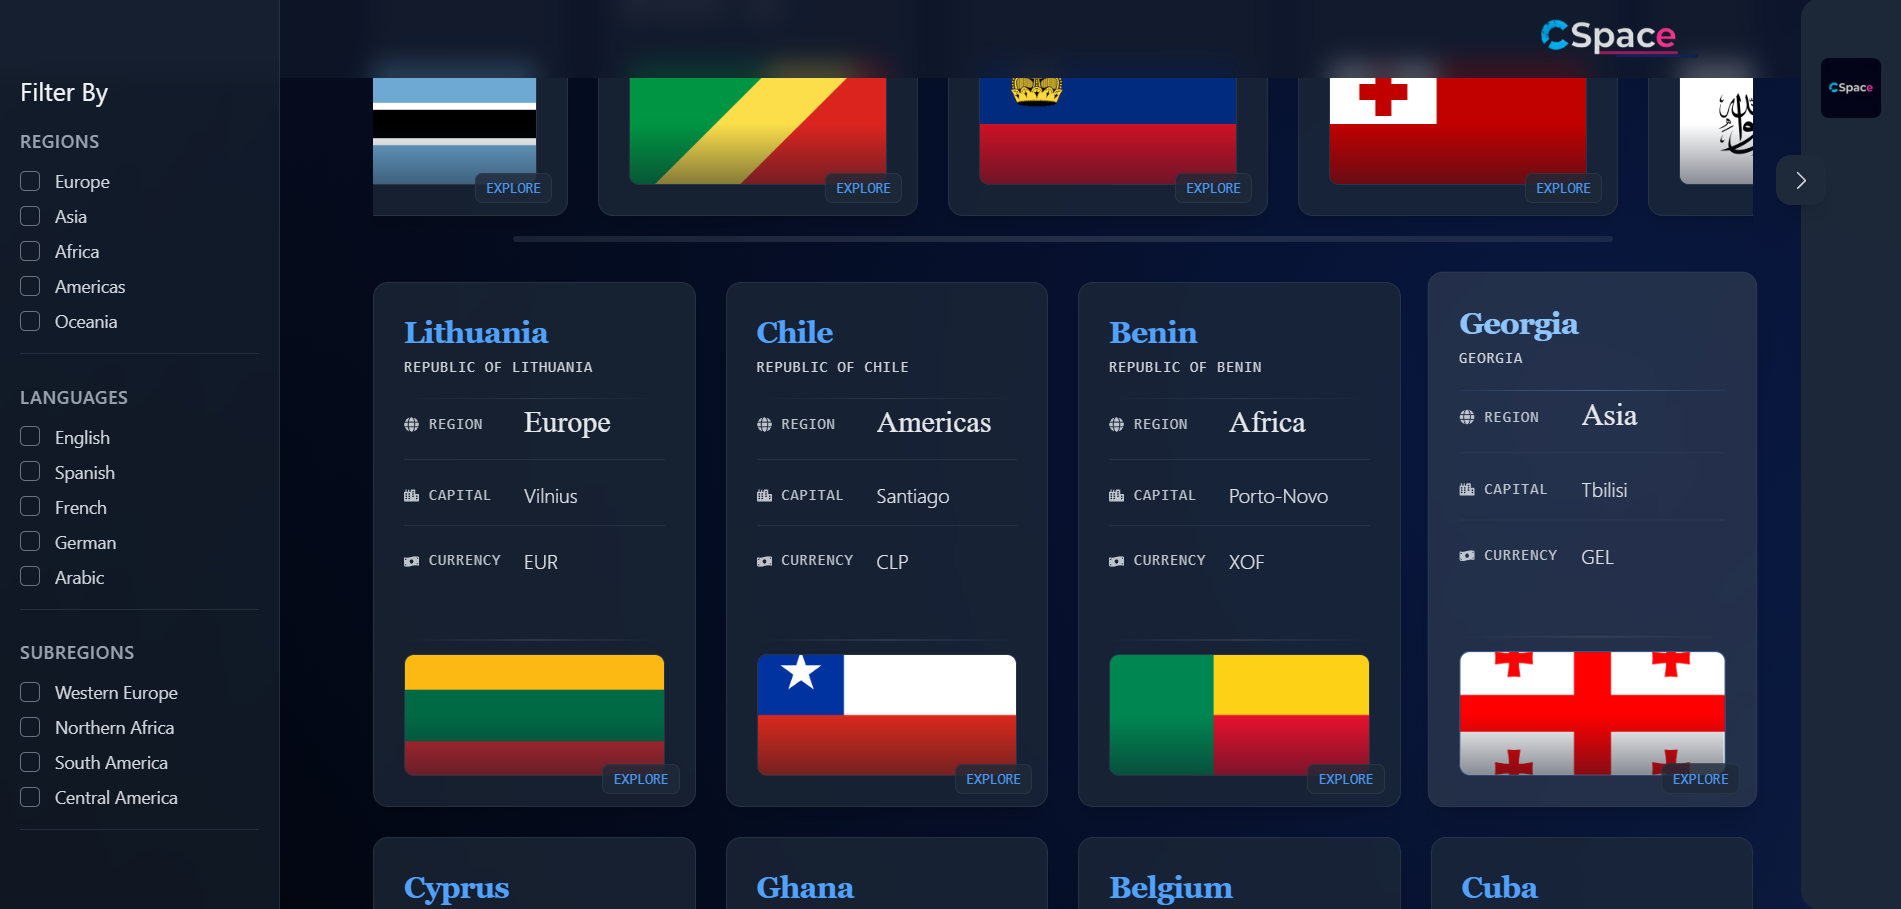 CSpace
CSpace
Filter By
REGIONS
Europe
Asia
Africa
Americas
Oceania
LANGUAGES
English
Spanish
French
German
Arabic
SUBREGIONS
Western Europe
Northern Africa
South America
Central America
EXPLORE
EXPLORE
EXPLORE
EXPLORE
Lithuania
REPUBLIC OF LITHUANIA
REGION Europe
CAPITAL Vilnius
CURRENCY EUR
EXPLORE
Chile
REPUBLIC OF CHILE
REGION Americas
CAPITAL Santiago
CURRENCY CLP
EXPLORE
Benin
REPUBLIC OF BENIN
REGION Africa
CAPITAL Porto-Novo
CURRENCY XOF
EXPLORE
Georgia
GEORGIA
REGION Asia
CAPITAL Tbilisi
CURRENCY GEL
EXPLORE
Cyprus
Ghana
Belgium
Cuba